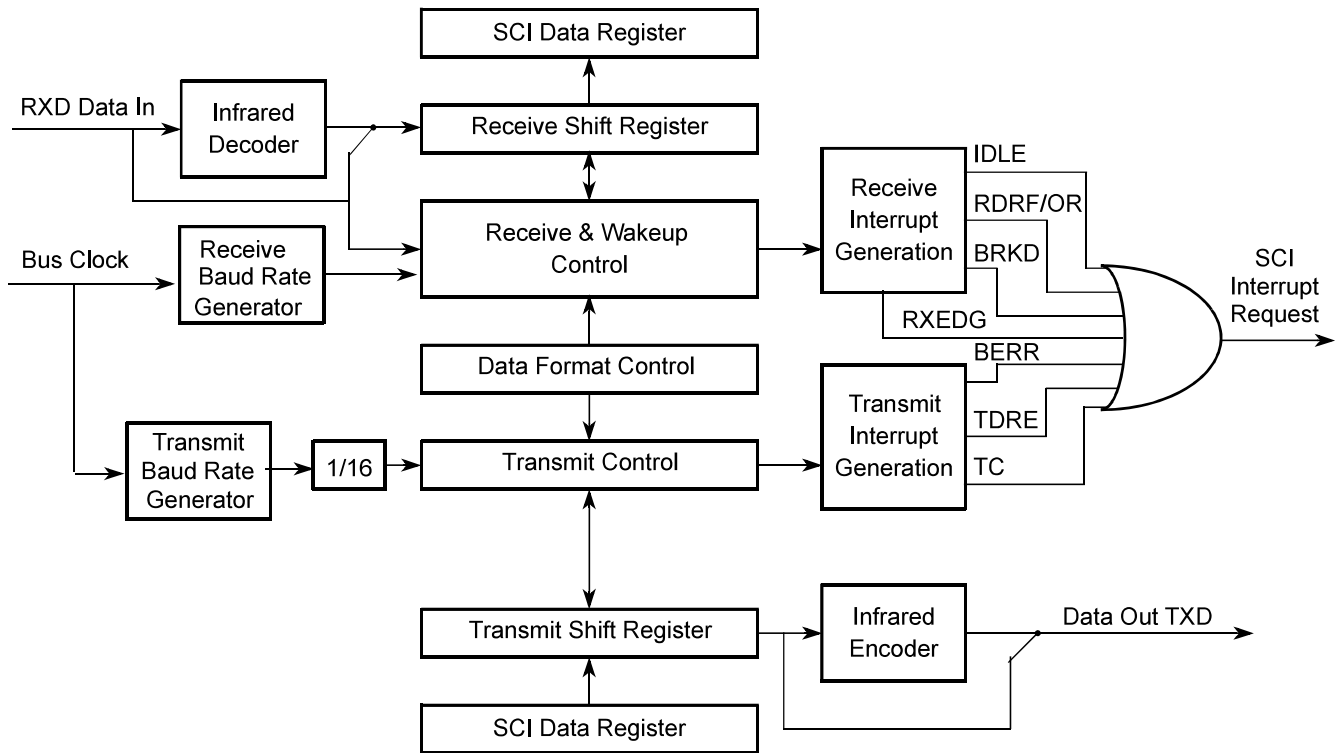 SCI Data Register
RXD Data In
Infrared
Decoder
Receive Shift Register
IDLE
Receive
Interrupt
Generation
RDRF/OR
Receive & Wakeup
Control
Bus Clock
Receive
Baud Rate
Generator
BRKD
SCI
Interrupt
Request
RXEDG
Data Format Control
BERR
Transmit
Interrupt
Generation
TDRE
Transmit
Baud Rate
Generator
1/16
Transmit Control
TC
Transmit Shift Register
Infrared
Encoder
Data Out TXD
SCI Data Register